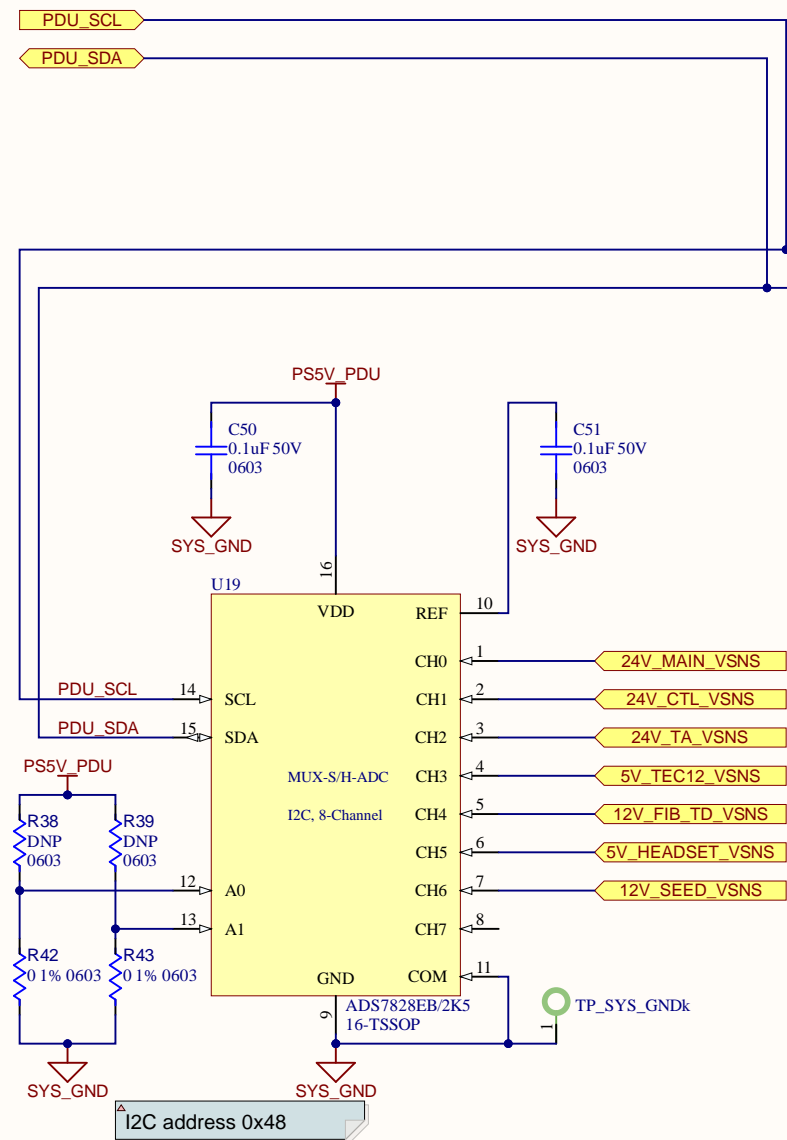 PDU_SCL
PDU_SDA
PS5V_PDU
C50
0.1uF 50V
0603
SYS_GND
C51
0.1uF 50V
0603
SYS_GND
U19
16
VDD
REF
10
CH0
1
24V_MAIN_VSNS
PDU_SCL
14
SCL
CH1
2
24V_CTL_VSNS
PDU_SDA
15
SDA
CH2
3
24V_TA_VSNS
PS5V_PDU
MUX-S/H-ADC
CH3
4
5V_TEC12_VSNS
I2C, 8-Channel
CH4
5
12V_FIB_TD_VSNS
R38
DNP
0603
R39
DNP
0603
CH5
6
5V_HEADSET_VSNS
12
A0
CH6
7
12V_SEED_VSNS
13
A1
CH7
8
R42
0 1% 0603
R43
0 1% 0603
GND
COM
11
9
ADS7828EB/2K5
16-TSSOP
1
TP_SYS_GNDk
SYS_GND
SYS_GND
I2C address 0x48